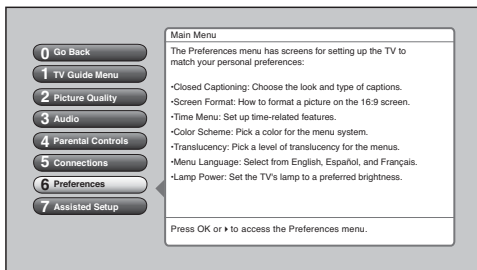 Main Menu
0 Go Back
1 TV Guide Menu
2 Picture Quality
3 Audio
4 Parental Controls
5 Connections
6 Preferences
7 Assisted Setup
The Preferences menu has screens for setting up the TV to
match your personal preferences:
•Closed Captioning: Choose the look and type of captions.
•Screen Format: How to format a picture on the 16:9 screen.
•Time Menu: Set up time-related features.
•Color Scheme: Pick a color for the menu system.
•Translucency: Pick a level of translucency for the menus.
•Menu Language: Select from English, Español, and Français.
•Lamp Power: Set the TV's lamp to a preferred brightness.
Press OK or ▸ to access the Preferences menu.